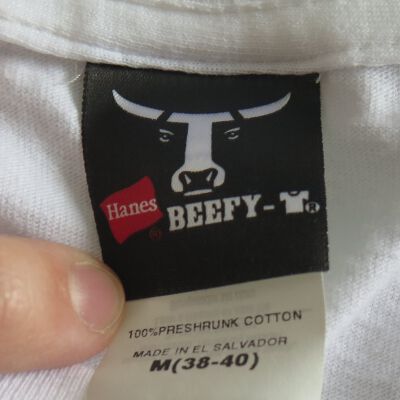 Hanes®
BEEFY-®
100%PRESHRUNK COTTON
MADE IN EL SALVADOR
M(38-40)